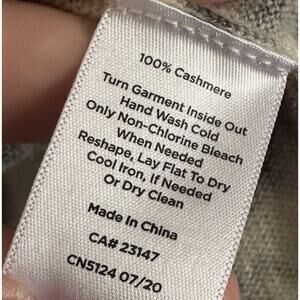 100% Cashmere
Turn Garment Inside Out
Hand Wash Cold
Only Non-Chlorine Bleach
When Needed
Reshape, Lay Flat To Dry
Cool Iron, If Needed
Or Dry Clean
Made In China
CA# 23147
CN5124 07/20